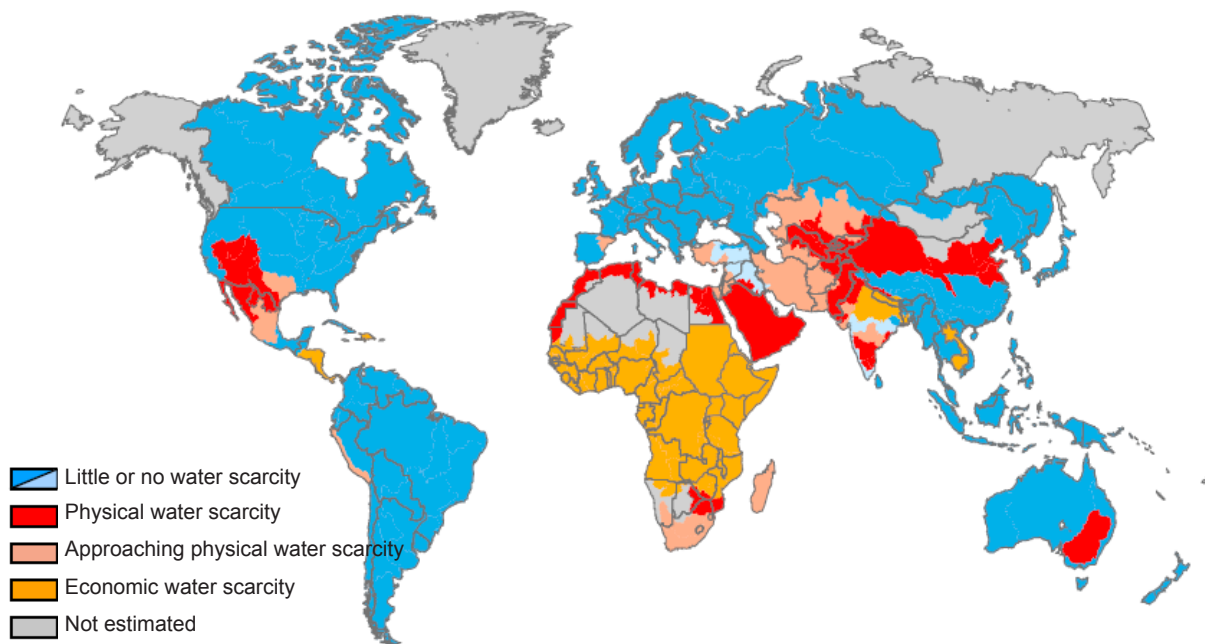 Little or no water scarcity
Physical water scarcity
Approaching physical water scarcity
Economic water scarcity
Not estimated